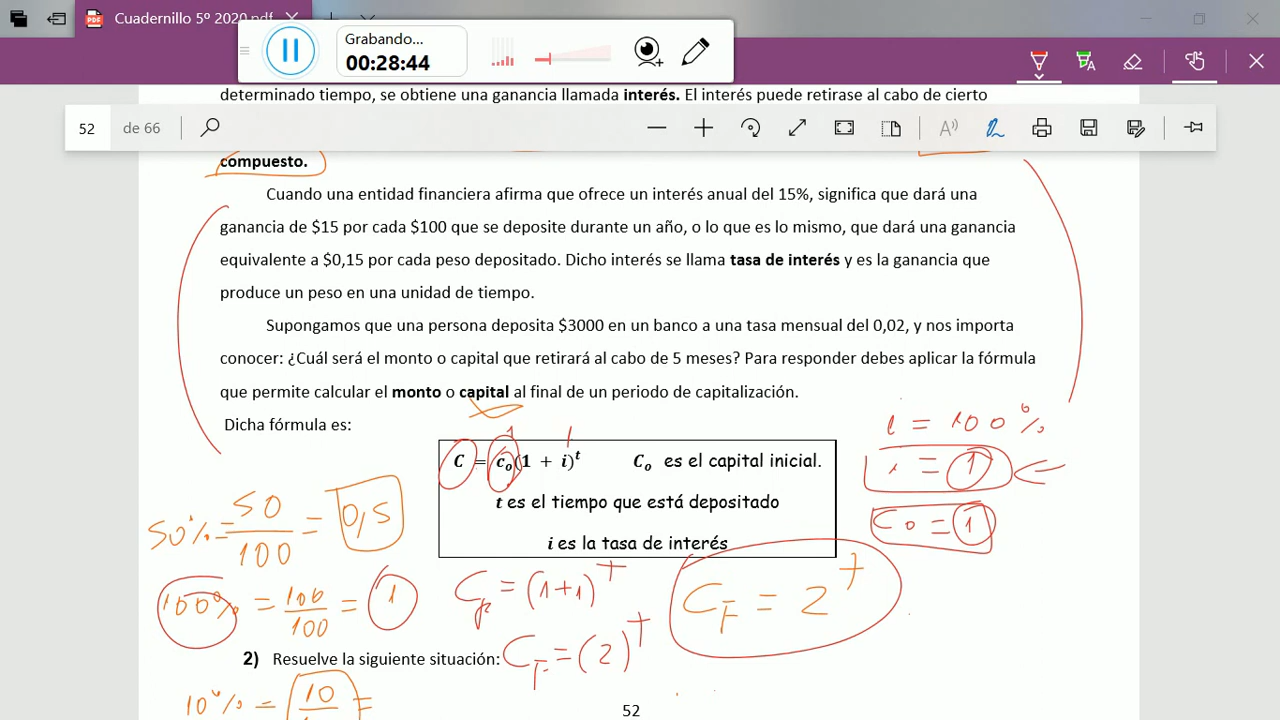 Cuadernillo 5º 2020.pdf
Grabando...
00:28:44
determinado tiempo, se obtiene una ganancia llamada interés. El interés puede retirase al cabo de cierto
52 de 66
compuesto.
Cuando una entidad financiera afirma que ofrece un interés anual del 15%, significa que dará una
ganancia de $15 por cada $100 que se deposite durante un año, o lo que es lo mismo, que dará una ganancia
equivalente a $0,15 por cada peso depositado. Dicho interés se llama tasa de interés y es la ganancia que
produce un peso en una unidad de tiempo.
Supongamos que una persona deposita $3000 en un banco a una tasa mensual del 0,02, y nos importa
conocer: ¿Cuál será el monto o capital que retirará al cabo de 5 meses? Para responder debes aplicar la fórmula
que permite calcular el monto o capital al final de un periodo de capitalización.
Dicha fórmula es:
i = 100%
1 1
C = c₀(1 + i)ᵗ C₀ es el capital inicial.
i = 1
t es el tiempo que está depositado
C₀ = 1
i es la tasa de interés
50% = 50/100 = 0,5
100% = 100/100 = 1
C_F = (1+1)ᵗ
C_F = 2ᵗ
2) Resuelve la siguiente situación:
C_F = (2)ᵗ
10% = 10 =
52